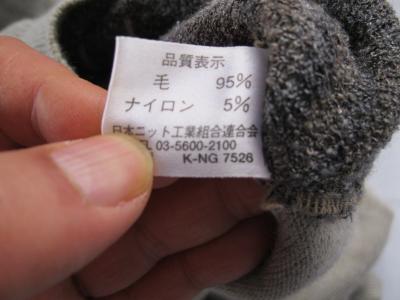 品質表示
毛 95%
ナイロン 5%
日本ニット工業組合連合会
TEL 03-5600-2100
K-NG 7526